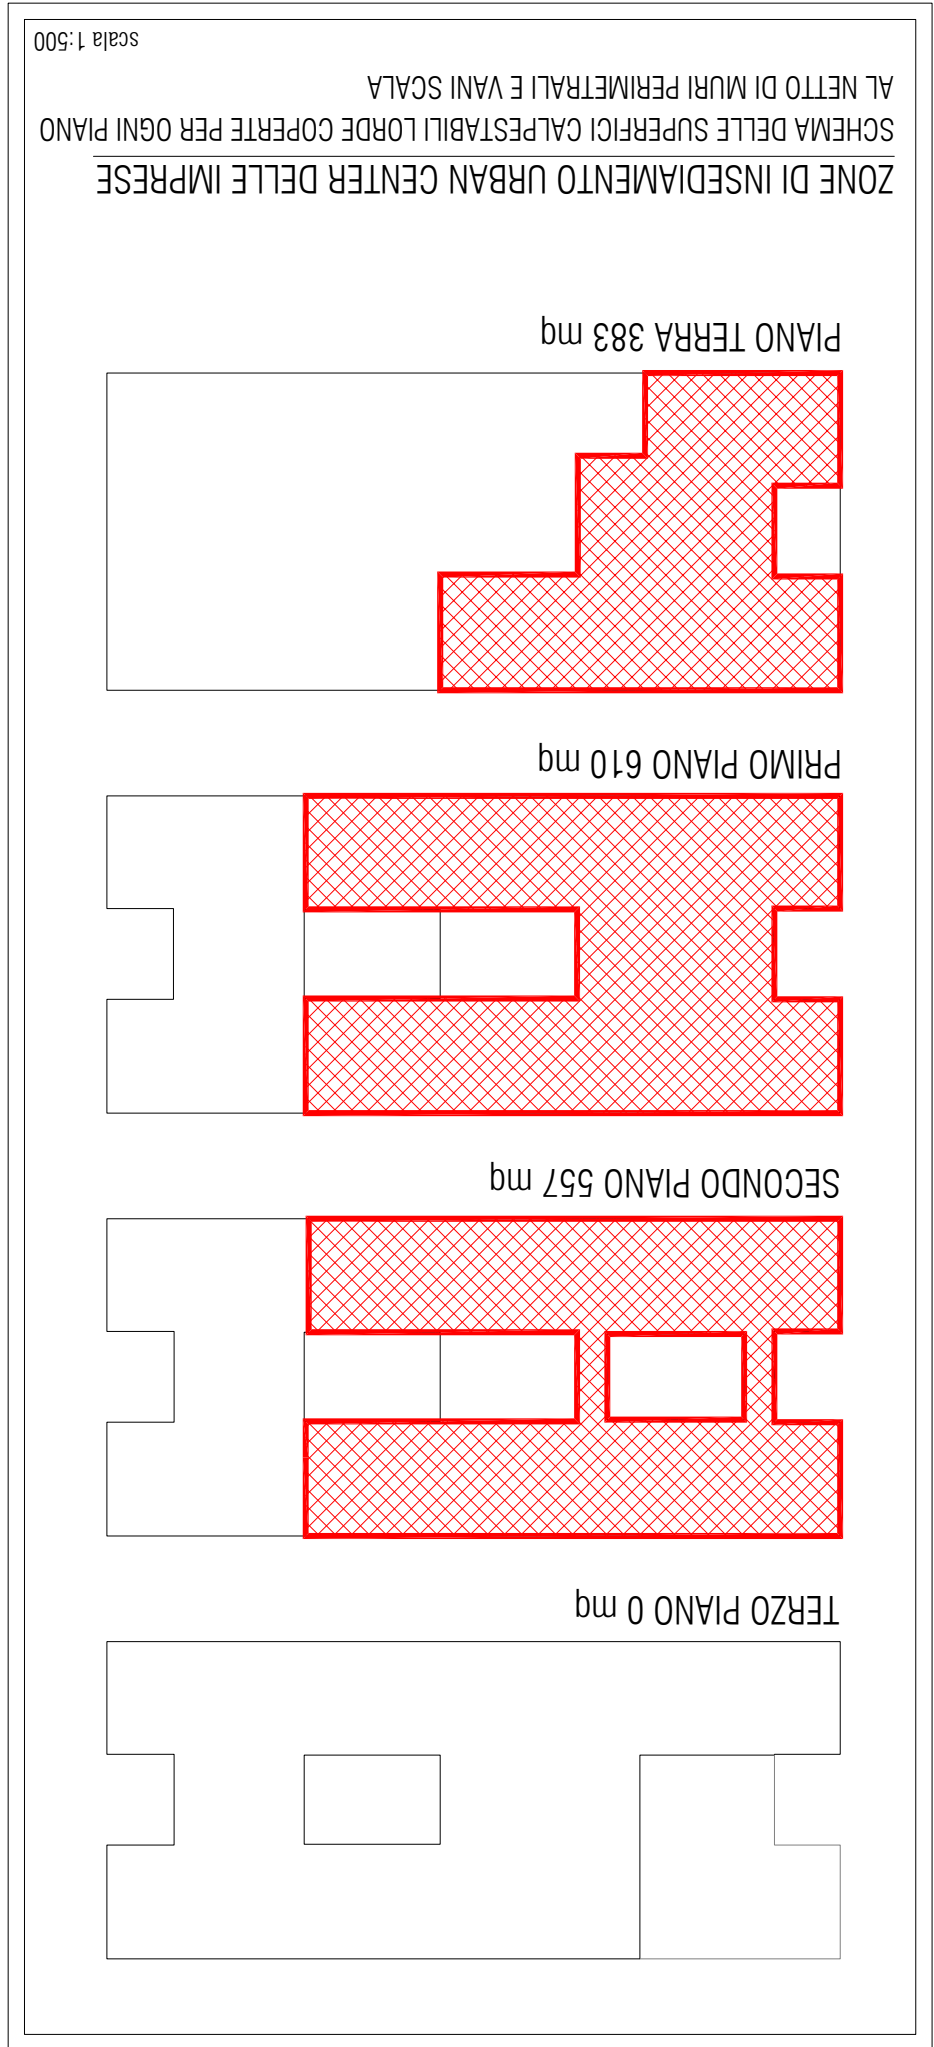 TERZO PIANO 0 mq
SECONDO PIANO 557 mq
PRIMO PIANO 610 mq
PIANO TERRA 383 mq
ZONE DI INSEDIAMENTO URBAN CENTER DELLE IMPRESE
SCHEMA DELLE SUPERFICI CALPESTABILI LORDE COPERTE PER OGNI PIANO
AL NETTO DI MURI PERIMETRALI E VANI SCALA
scala 1:500